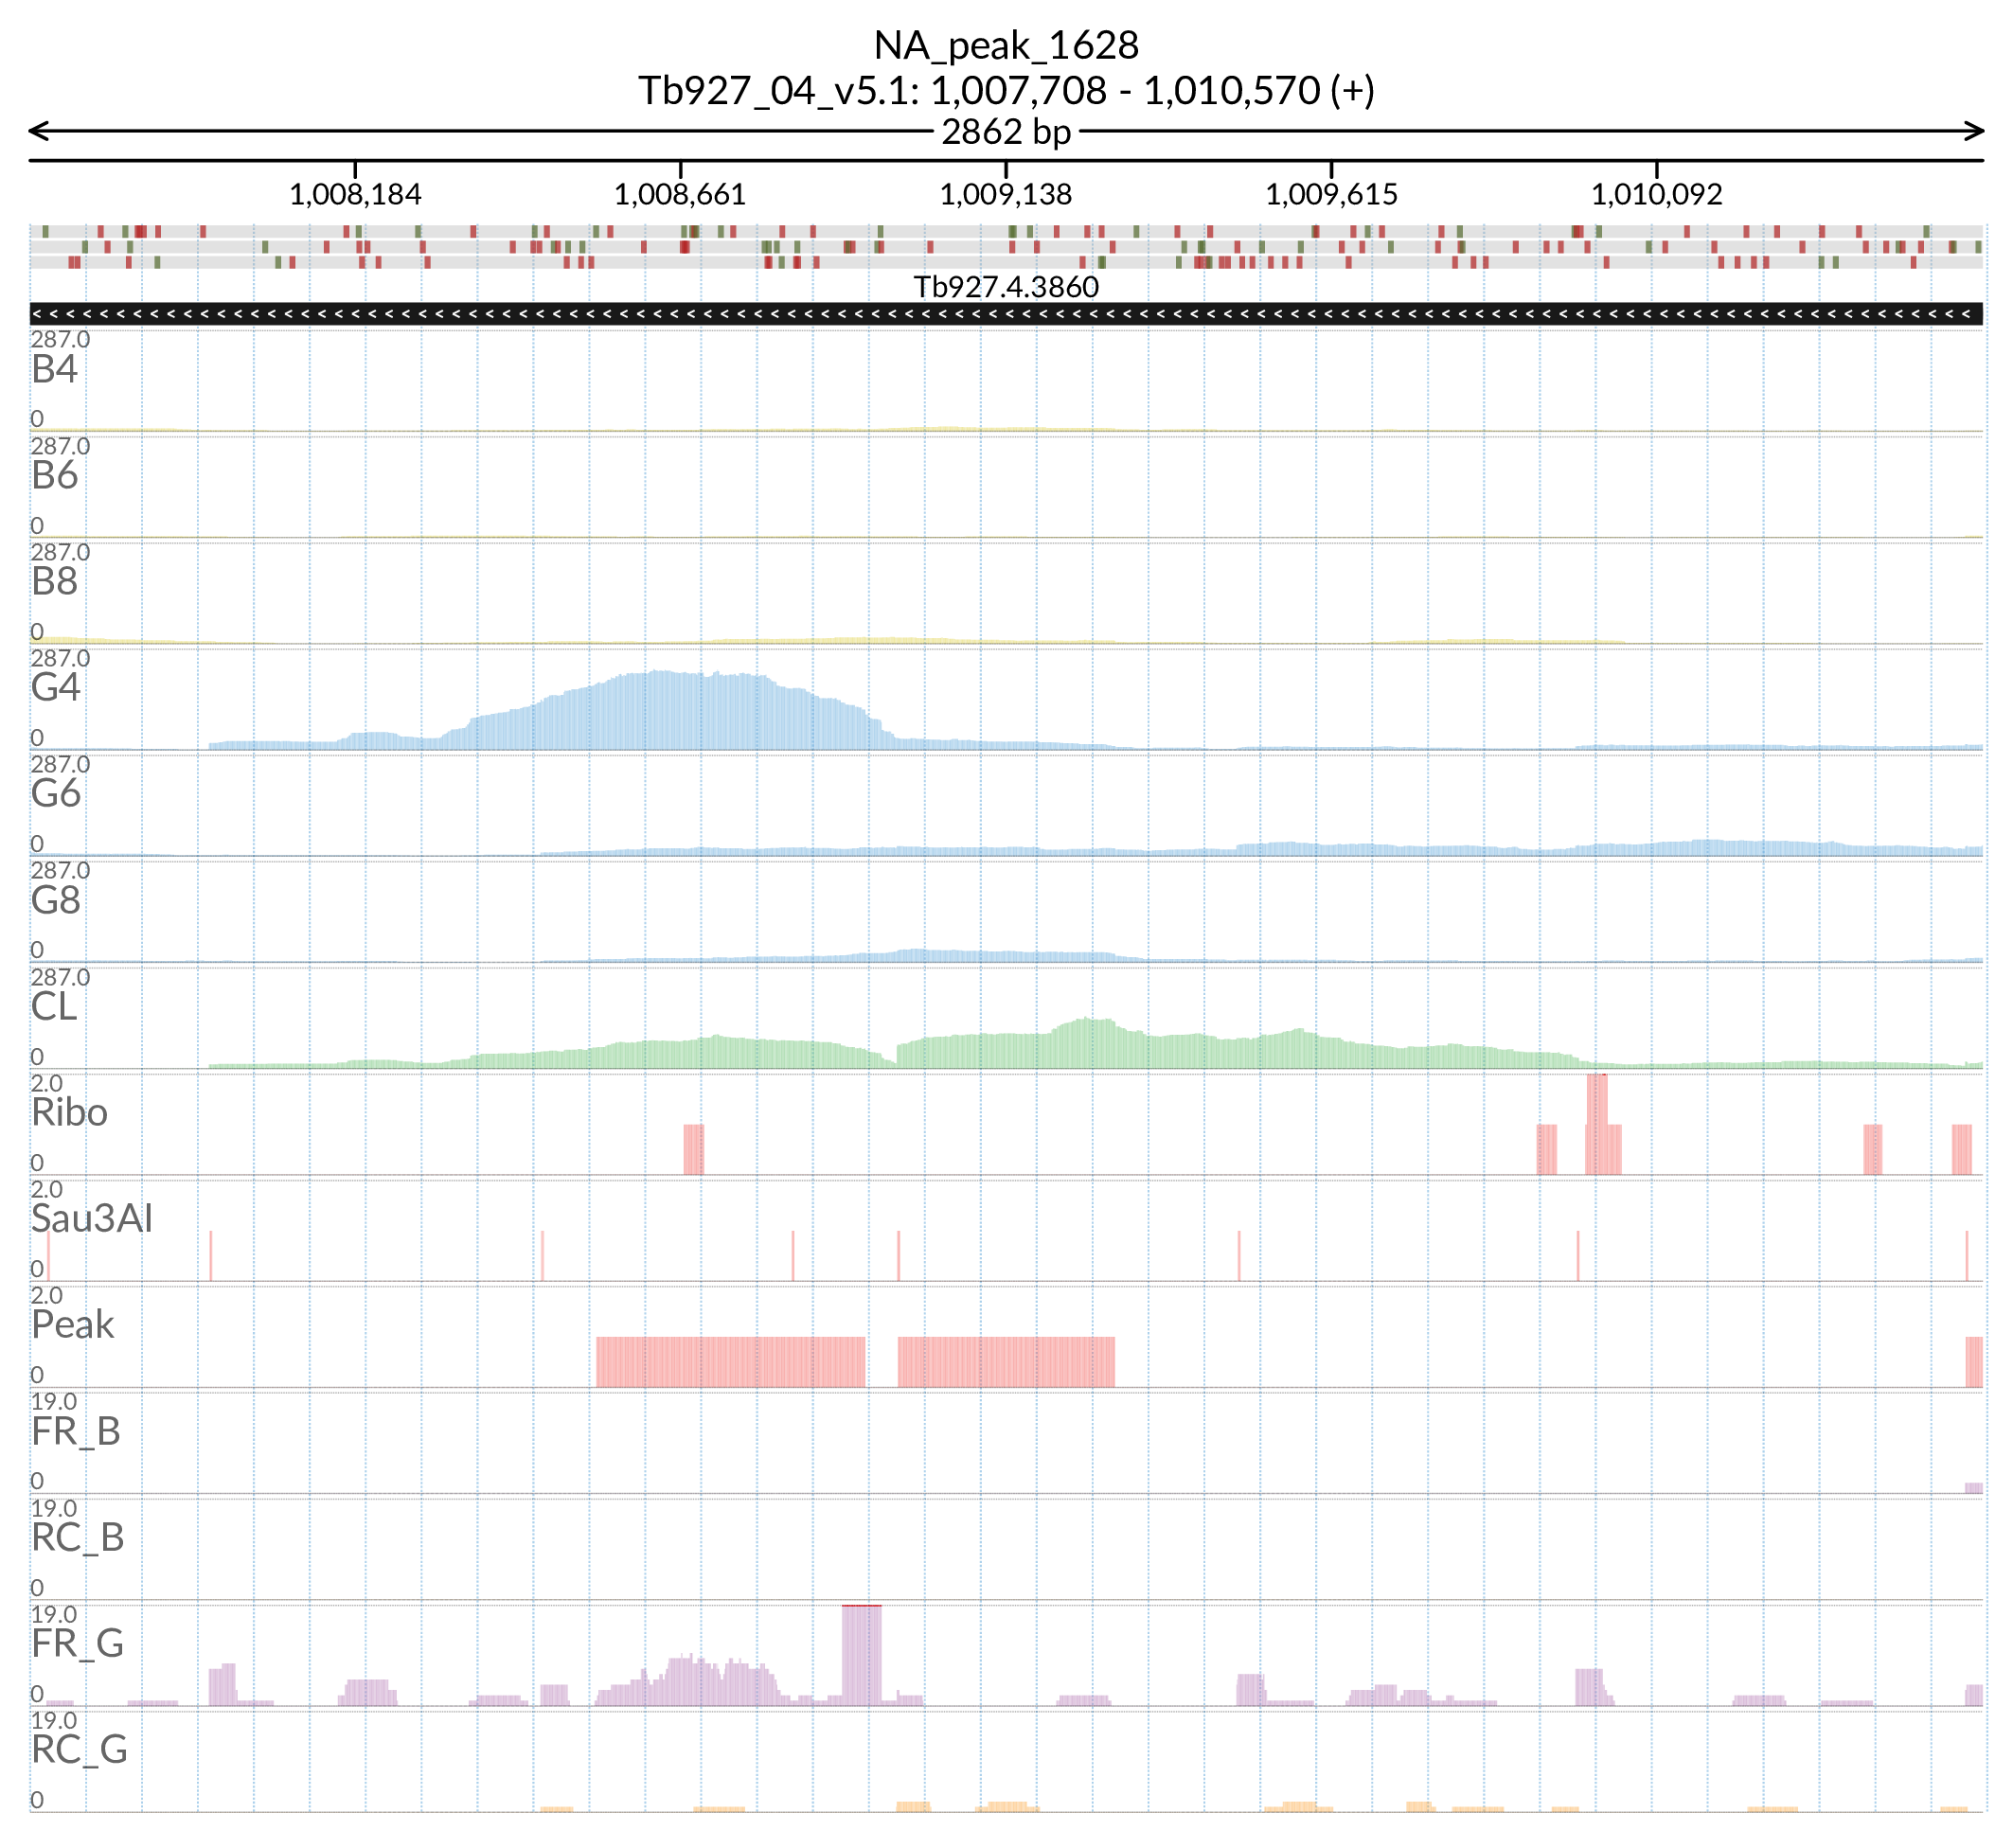 NA_peak_1628
Tb927_04_v5.1: 1,007,708 - 1,010,570 (+)
2862 bp
1,008,184 1,008,661 1,009,138 1,009,615 1,010,092
Tb927.4.3860
287.0
B4
0
287.0
B6
0
287.0
B8
0
287.0
G4
0
287.0
G6
0
287.0
G8
0
287.0
CL
0
2.0
Ribo
0
2.0
Sau3AI
0
2.0
Peak
0
19.0
FR_B
0
19.0
RC_B
0
19.0
FR_G
0
19.0
RC_G
0